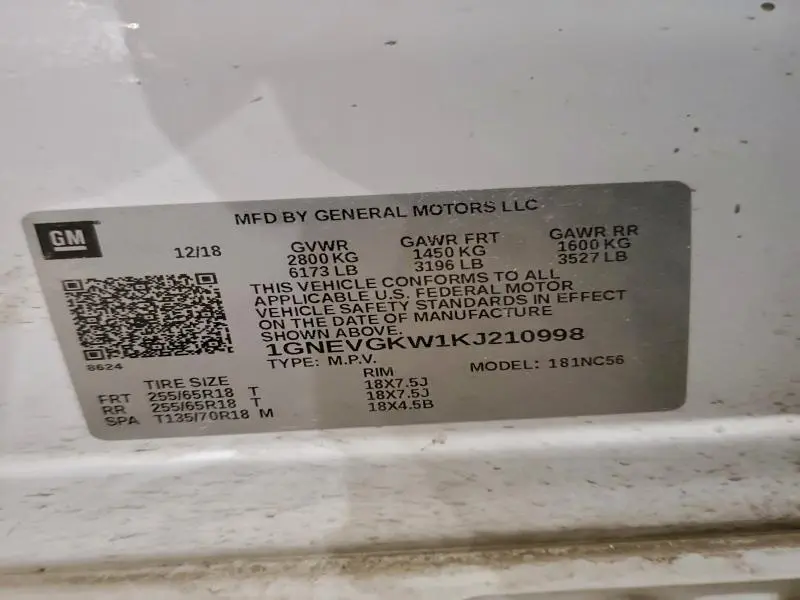 MFD BY GENERAL MOTORS LLC
GM
12/18
GVWR GAWR FRT GAWR RR
2800 KG 1450 KG 1600 KG
6173 LB 3196 LB 3527 LB
THIS VEHICLE CONFORMS TO ALL
APPLICABLE U.S. FEDERAL MOTOR
VEHICLE SAFETY STANDARDS IN EFFECT
ON THE DATE OF MANUFACTURE
SHOWN ABOVE.
1GNEVGKW1KJ210998
8624
TYPE: M.P.V. MODEL: 181NC56
TIRE SIZE RIM
FRT 255/65R18 T 18X7.5J
RR 255/65R18 T 18X7.5J
SPA T135/70R18 M 18X4.5B